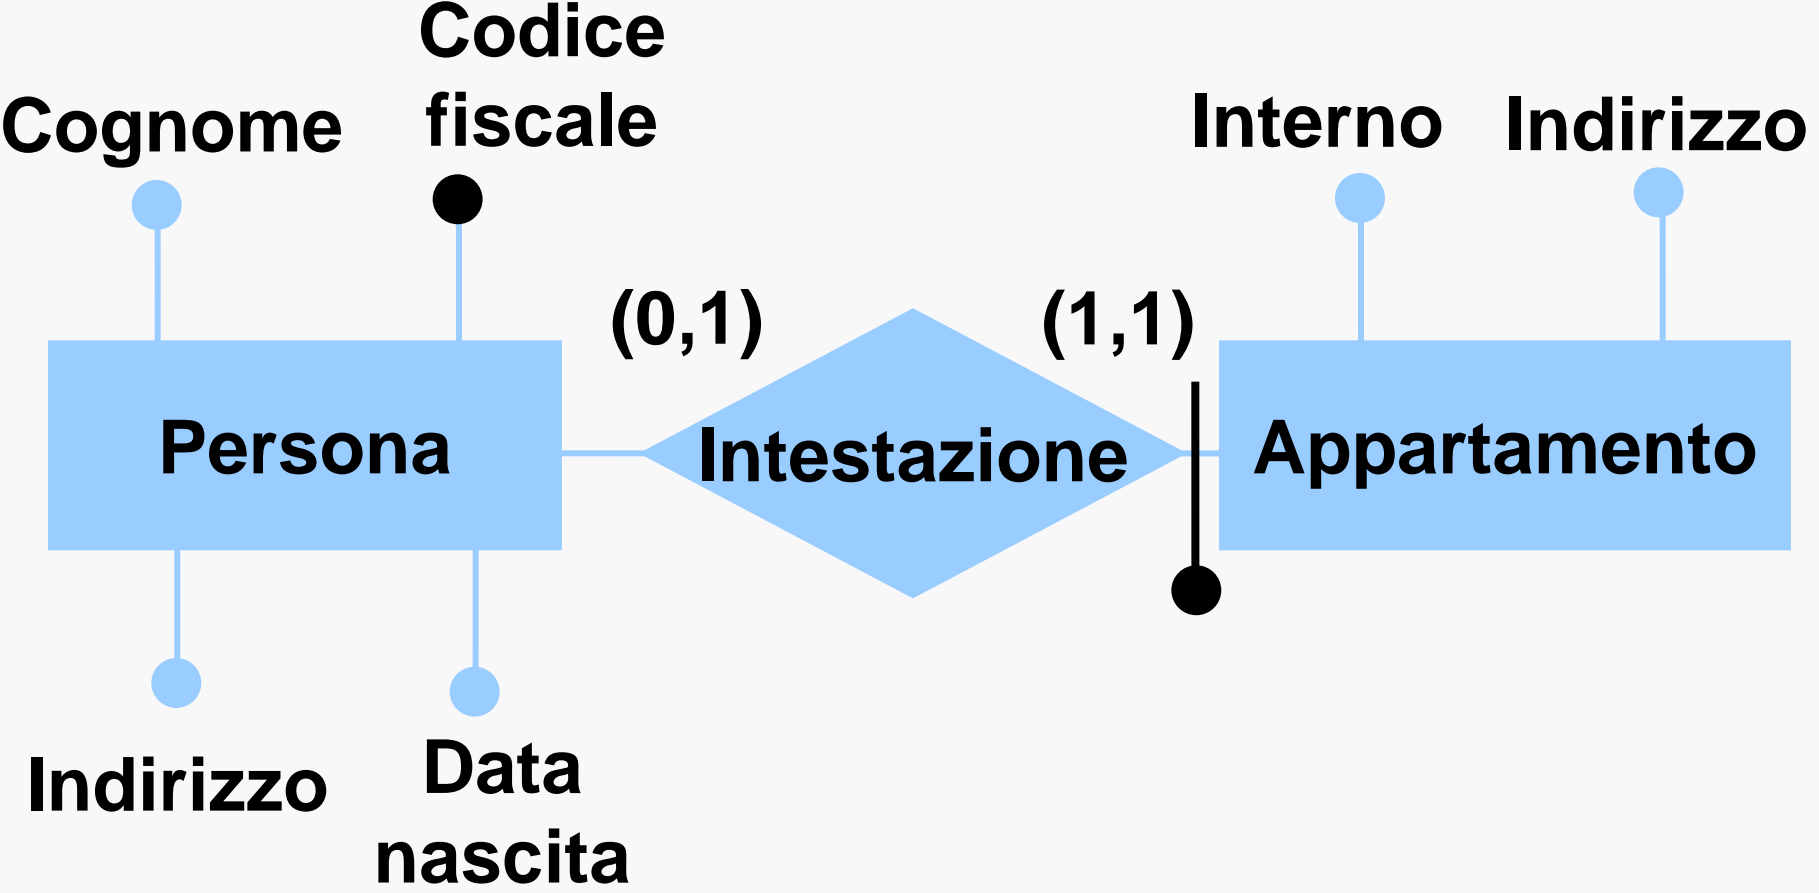 Codice
fiscale
Cognome
Interno
Indirizzo
(0,1)
(1,1)
Persona
Intestazione
Appartamento
Indirizzo
Data
nascita